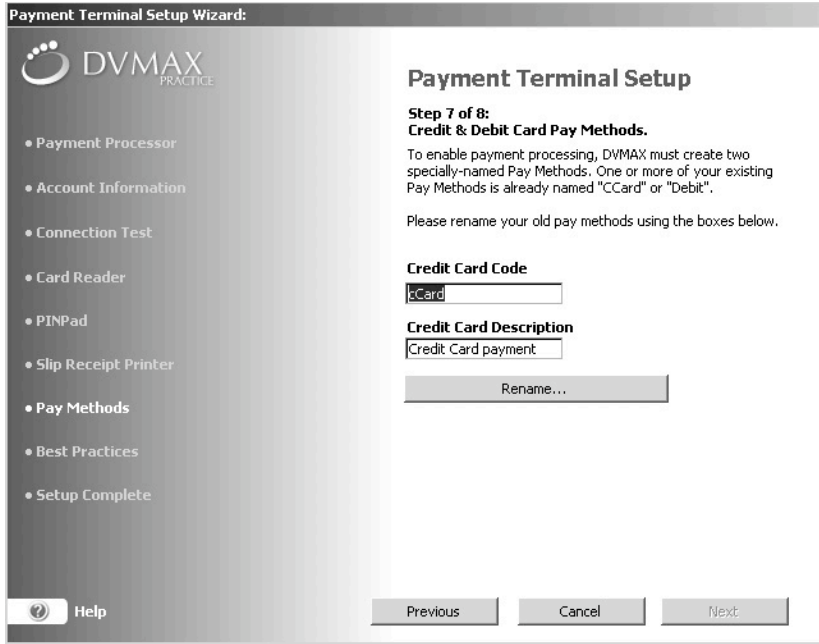 Payment Terminal Setup Wizard:
DVMAX
PRACTICE
• Payment Processor
• Account Information
• Connection Test
• Card Reader
• PINPad
• Slip Receipt Printer
• Pay Methods
• Best Practices
• Setup Complete
? Help
Payment Terminal Setup
Step 7 of 8:
Credit & Debit Card Pay Methods.
To enable payment processing, DVMAX must create two
specially-named Pay Methods. One or more of your existing
Pay Methods is already named "CCard" or "Debit".
Please rename your old pay methods using the boxes below.
Credit Card Code
cCard
Credit Card Description
Credit Card payment
Rename...
Previous
Cancel
Next